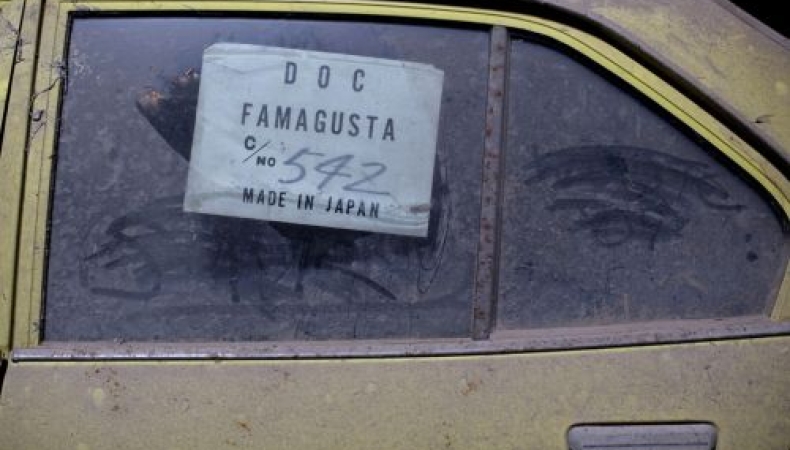 DOC
FAMAGUSTA
C/NO 542
MADE IN JAPAN